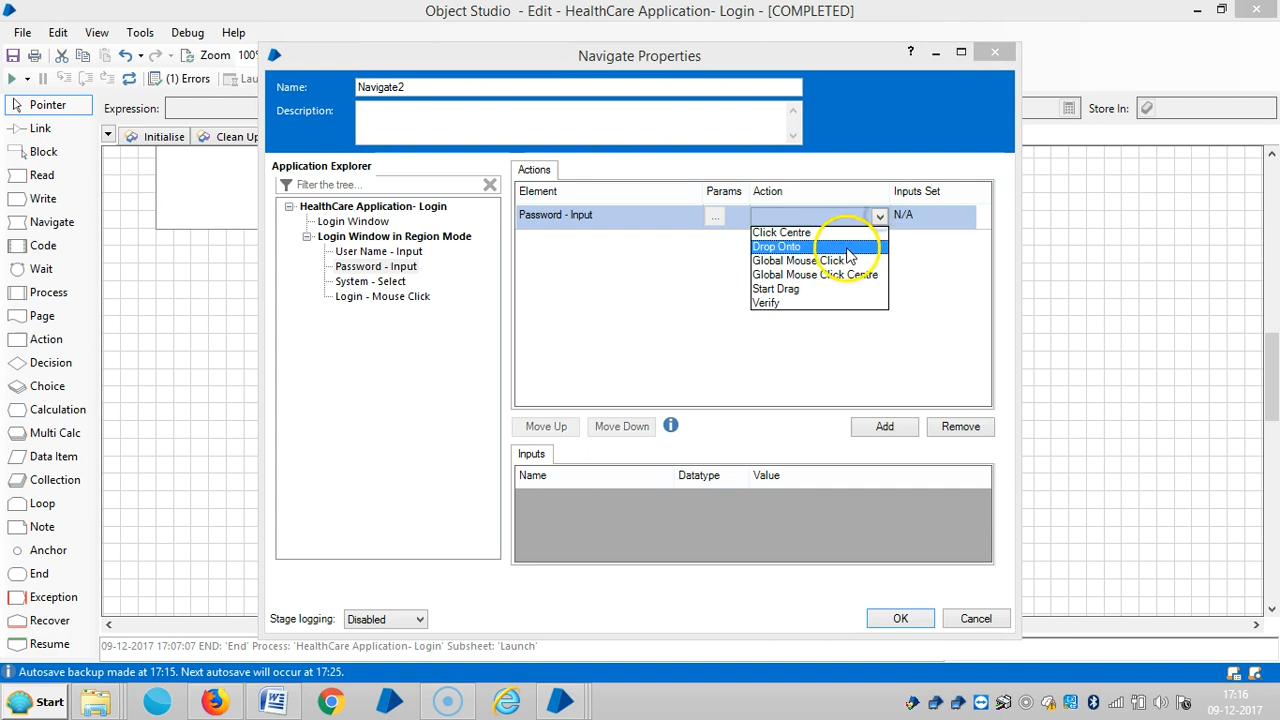 Object Studio - Edit - HealthCare Application- Login - [COMPLETED]
File Edit View Tools Debug Help
Zoom 100%
(1) Errors
Expression:
Store In:
Initialise
Clean Up
Pointer
Link
Block
Read
Write
Navigate
Code
Wait
Process
Page
Action
Decision
Choice
Calculation
Multi Calc
Data Item
Collection
Loop
Note
Anchor
End
Exception
Recover
Resume
Navigate Properties
?
Name:
Navigate2
Description:
Application Explorer
Filter the tree...
HealthCare Application- Login
Login Window
Login Window in Region Mode
User Name - Input
Password - Input
System - Select
Login - Mouse Click
Actions
Element Params Action Inputs Set
Password - Input ... N/A
Click Centre
Drop Onto
Global Mouse Click
Global Mouse Click Centre
Start Drag
Verify
Move Up Move Down Add Remove
Inputs
Name Datatype Value
Stage logging: Disabled
OK Cancel
09-12-2017 17:07:07 END: 'End' Process: 'HealthCare Application- Login' Subsheet: 'Launch'
Autosave backup made at 17:15. Next autosave will occur at 17:25.
Start
17:16
09-12-2017